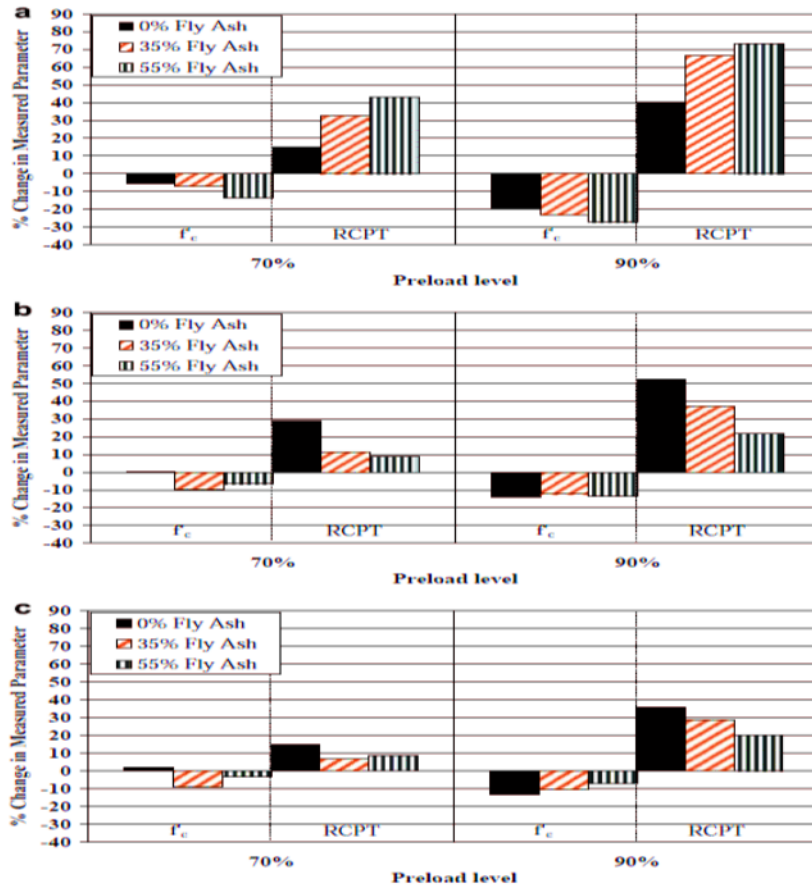 a
% Change in Measured Parameter
90
80
70
60
50
40
30
20
10
0
-10
-20
-30
-40
0% Fly Ash
35% Fly Ash
55% Fly Ash
f'c RCPT f'c RCPT
70% 90%
Preload level
b
% Change in Measured Parameter
90
80
70
60
50
40
30
20
10
0
-10
-20
-30
-40
0% Fly Ash
35% Fly Ash
55% Fly Ash
f'c RCPT f'c RCPT
70% 90%
Preload level
c
% Change in Measured Parameter
90
80
70
60
50
40
30
20
10
0
-10
-20
-30
-40
0% Fly Ash
35% Fly Ash
55% Fly Ash
f'c RCPT f'c RCPT
70% 90%
Preload level